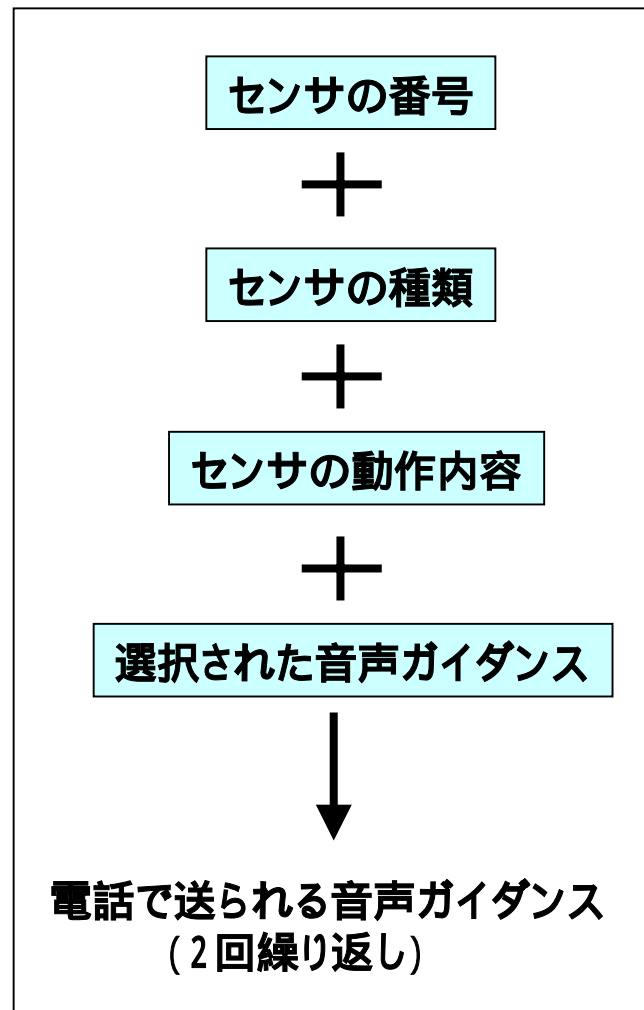 センサの番号
＋
センサの種類
＋
センサの動作内容
＋
選択された音声ガイダンス
電話で送られる音声ガイダンス
(2回繰り返し)